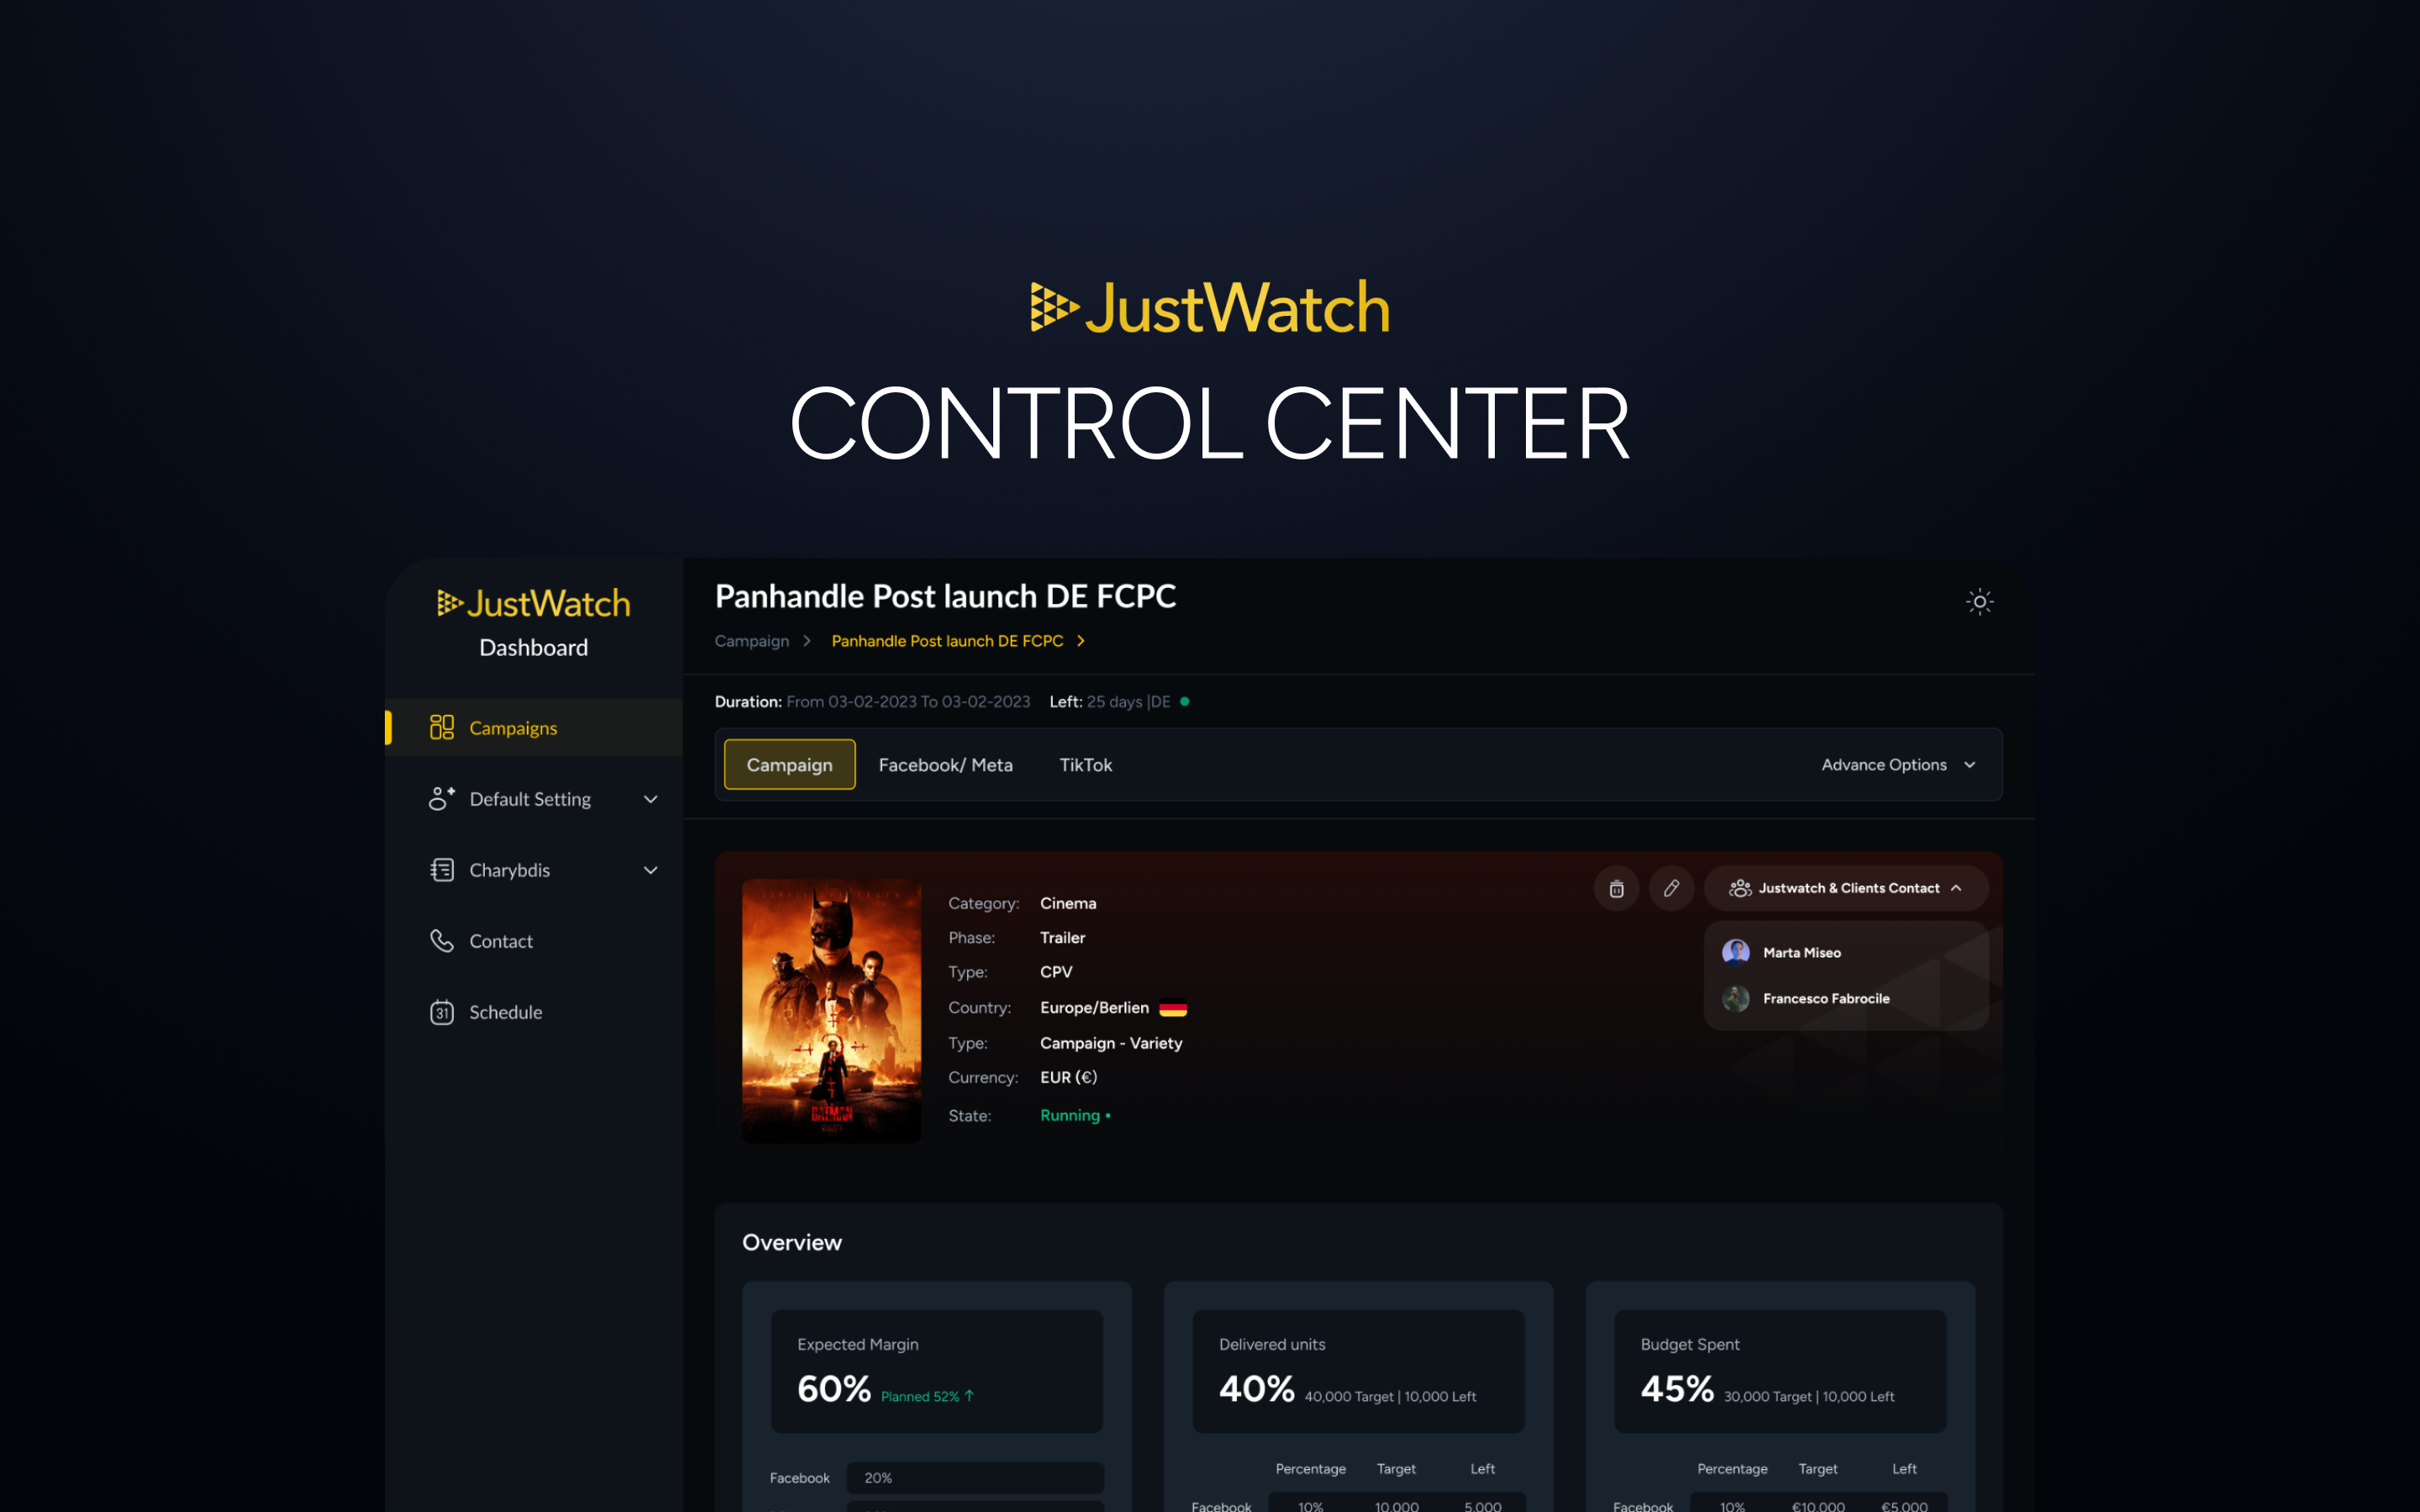 JustWatch
CONTROL CENTER
JustWatch
Dashboard
Campaigns
Default Setting
Charybdis
Contact
31 Schedule
Panhandle Post launch DE FCPC
Campaign > Panhandle Post launch DE FCPC >
Duration: From 03-02-2023 To 03-02-2023 Left: 25 days |DE
Campaign Facebook/ Meta TikTok Advance Options
BATMAN
Category: Cinema
Phase: Trailer
Type: CPV
Country: Europe/Berlien
Type: Campaign - Variety
Currency: EUR (€)
State: Running •
Justwatch & Clients Contact
Marta Miseo
Francesco Fabrocile
Overview
Expected Margin
60% Planned 52% ↑
Facebook 20%
Delivered units
40% 40,000 Target | 10,000 Left
Percentage Target Left
Facebook 10% 10,000 5,000
Budget Spent
45% 30,000 Target | 10,000 Left
Percentage Target Left
Facebook 10% €10,000 €5,000